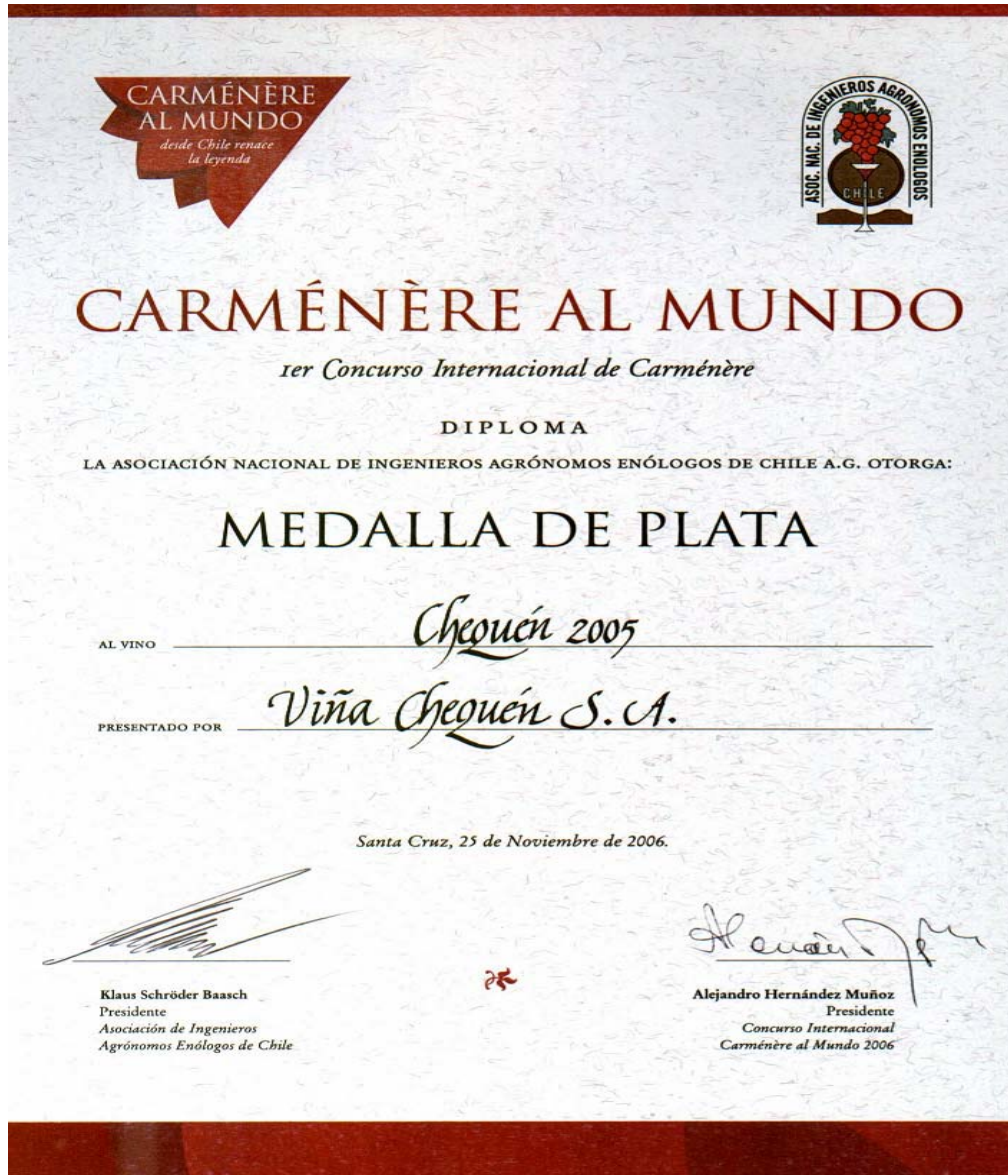 CARMÉNÈRE
AL MUNDO
desde Chile renace
la leyenda
ASOC. NAC. DE INGENIEROS AGRONOMOS ENOLOGOS
CHILE
CARMÉNÈRE AL MUNDO
1er Concurso Internacional de Carménère
DIPLOMA
LA ASOCIACIÓN NACIONAL DE INGENIEROS AGRÓNOMOS ENÓLOGOS DE CHILE A.G. OTORGA:
MEDALLA DE PLATA
AL VINO Chequén 2005
PRESENTADO POR Viña Chequén S.A.
Santa Cruz, 25 de Noviembre de 2006.
Klaus Schröder Baasch
Presidente
Asociación de Ingenieros
Agrónomos Enólogos de Chile
Alejandro Hernández Muñoz
Presidente
Concurso Internacional
Carménère al Mundo 2006